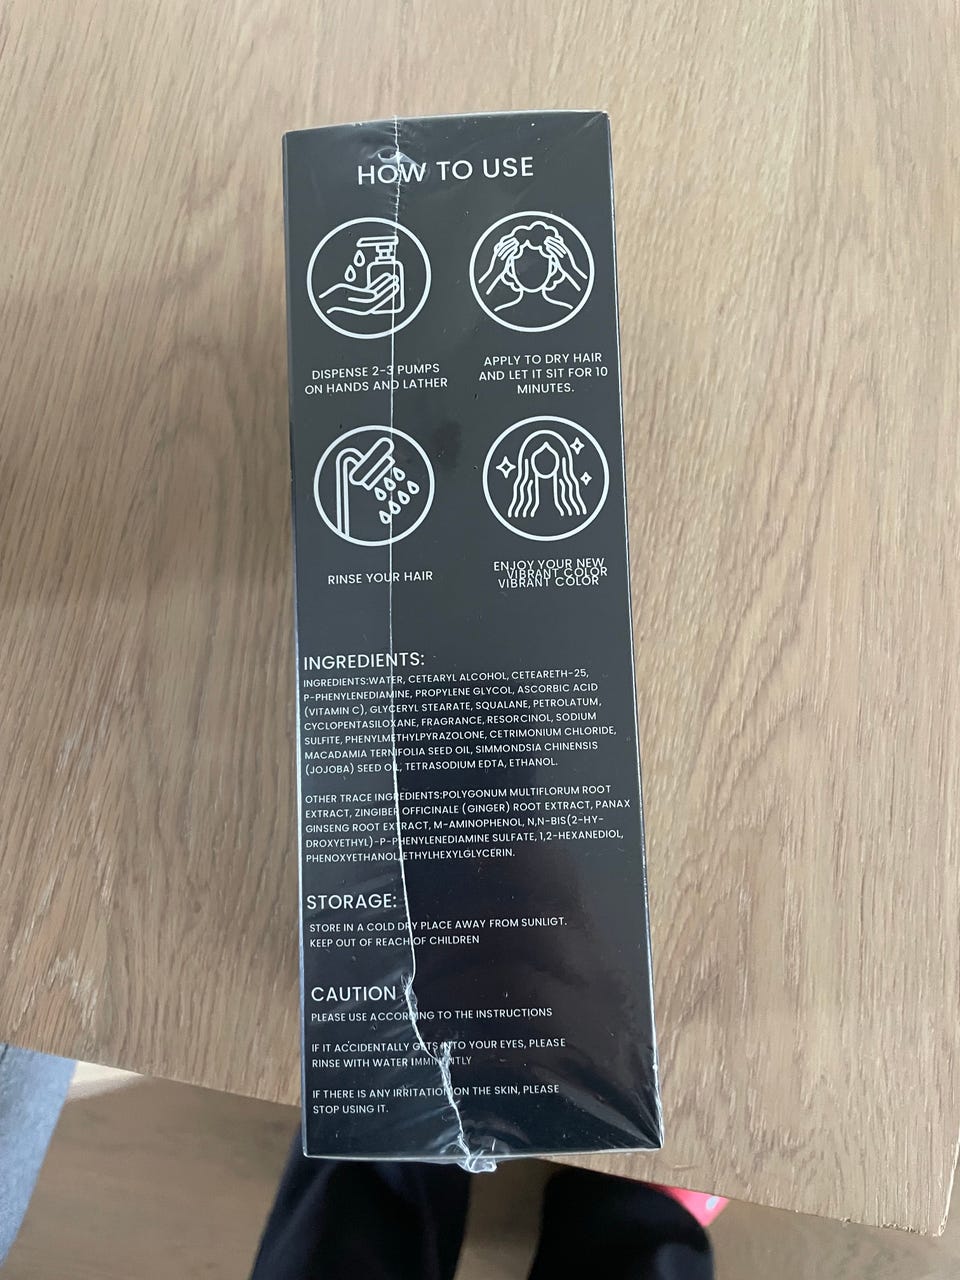 HOW TO USE
DISPENSE 2-3 PUMPS
ON HANDS AND LATHER
APPLY TO DRY HAIR
AND LET IT SIT FOR 10
MINUTES.
RINSE YOUR HAIR
ENJOY YOUR NEW
VIBRANT COLOR
VIBRANT COLOR
INGREDIENTS:
INGREDIENTS:WATER, CETEARYL ALCOHOL, CETEARETH-25,
P-PHENYLENEDIAMINE, PROPYLENE GLYCOL, ASCORBIC ACID
(VITAMIN C), GLYCERYL STEARATE, SQUALANE, PETROLATUM,
CYCLOPENTASILOXANE, FRAGRANCE, RESORCINOL, SODIUM
SULFITE, PHENYLMETHYLPYRAZOLONE, CETRIMONIUM CHLORIDE,
MACADAMIA TERNIFOLIA SEED OIL, SIMMONDSIA CHINENSIS
(JOJOBA) SEED OIL, TETRASODIUM EDTA, ETHANOL.
OTHER TRACE INGREDIENTS:POLYGONUM MULTIFLORUM ROOT
EXTRACT, ZINGIBER OFFICINALE (GINGER) ROOT EXTRACT, PANAX
GINSENG ROOT EXTRACT, M-AMINOPHENOL, N,N-BIS(2-HY-
DROXYETHYL)-P-PHENYLENEDIAMINE SULFATE, 1,2-HEXANEDIOL,
PHENOXYETHANOL,ETHYLHEXYLGLYCERIN.
STORAGE:
STORE IN A COLD DRY PLACE AWAY FROM SUNLIGT.
KEEP OUT OF REACH OF CHILDREN
CAUTION
PLEASE USE ACCORDING TO THE INSTRUCTIONS
IF IT ACCIDENTALLY GETS INTO YOUR EYES, PLEASE
RINSE WITH WATER IMMINENTLY
IF THERE IS ANY IRRITATION ON THE SKIN, PLEASE
STOP USING IT.